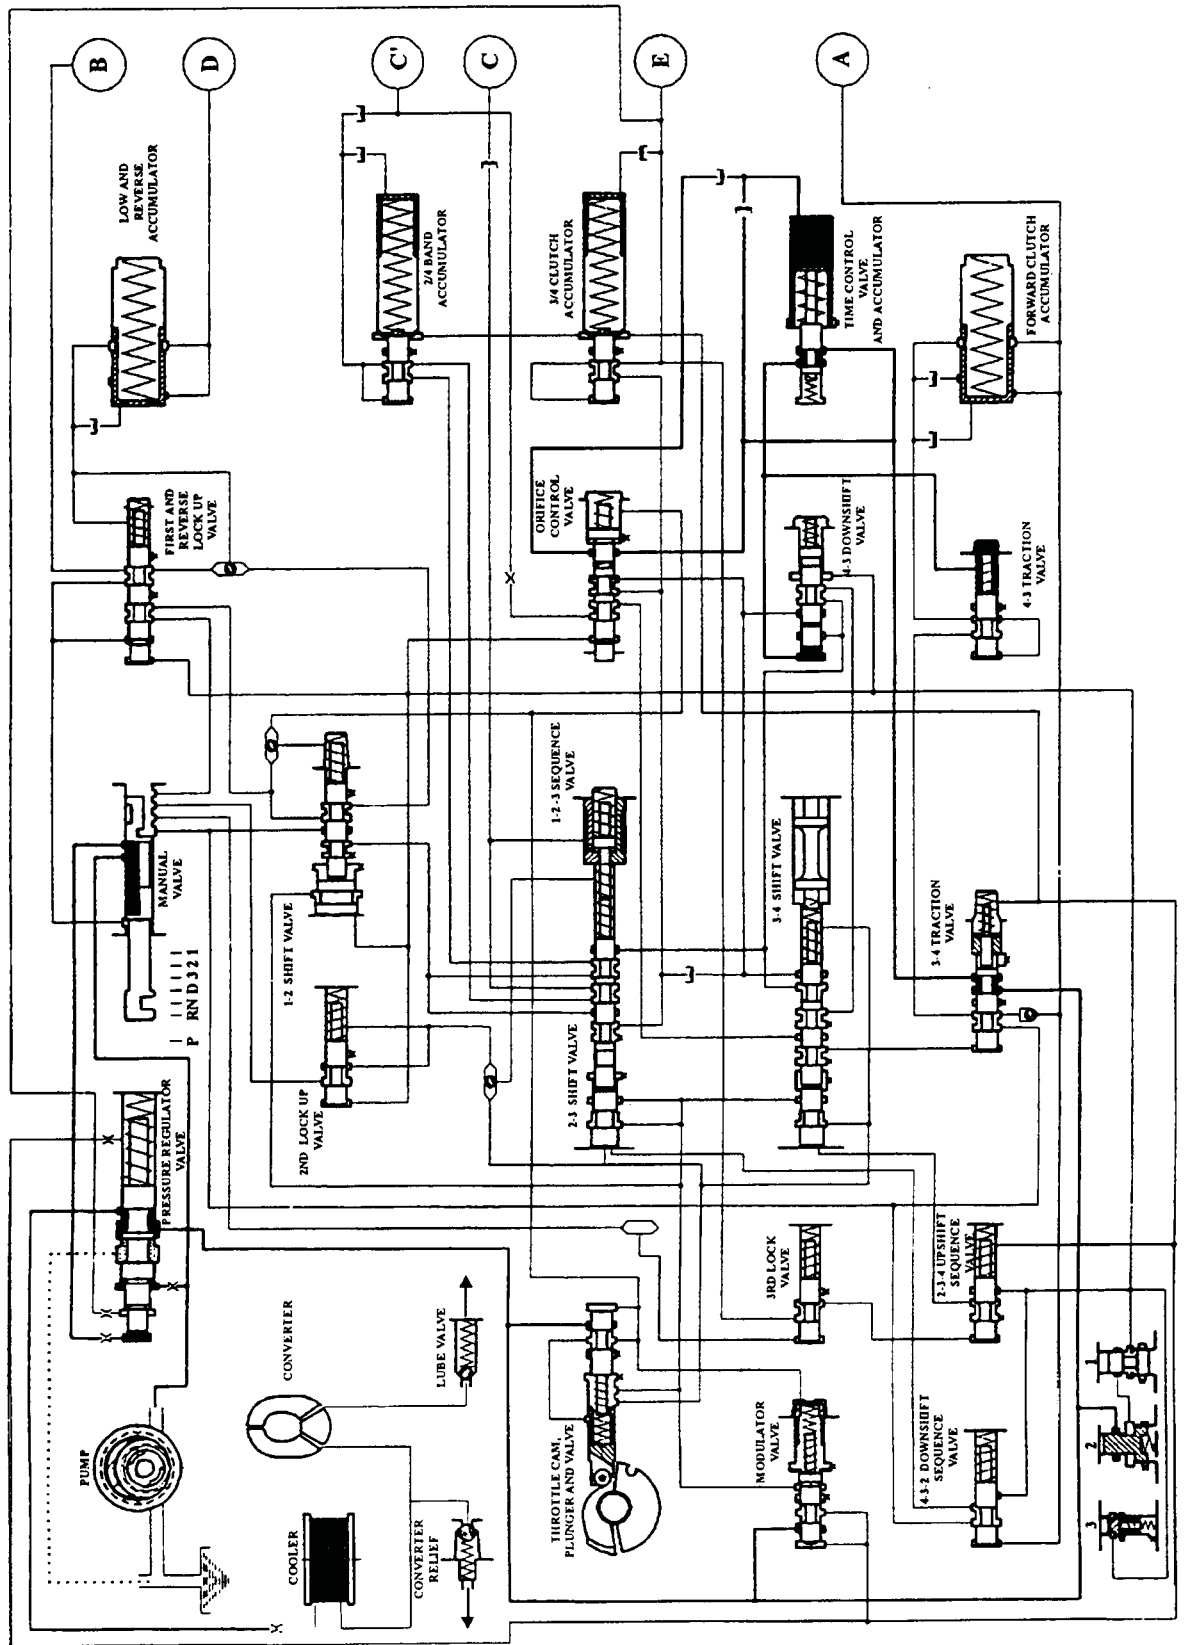 B
D
C'
C
E
A
LOW AND
REVERSE
ACCUMULATOR
2/4 BAND
ACCUMULATOR
3/4 CLUTCH
ACCUMULATOR
TIME CONTROL
VALVE
AND ACCUMULATOR
FORWARD CLUTCH
ACCUMULATOR
FIRST AND
REVERSE
LOCK UP
VALVE
ORIFICE
CONTROL
VALVE
4-3 DOWNSHIFT
VALVE
4-3 TRACTION
VALVE
MANUAL
VALVE
P RN D 3 2 1
1-2 SHIFT VALVE
1-2-3 SEQUENCE
VALVE
3-4 SHIFT VALVE
3-4 TRACTION
VALVE
PRESSURE REGULATOR
VALVE
2ND LOCK UP
VALVE
2-3 SHIFT VALVE
3RD LOCK
VALVE
2-3-4 UPSHIFT
SEQUENCE
VALVE
PUMP
CONVERTER
LUBE VALVE
COOLER
CONVERTER
RELIEF
THROTTLE CAM,
PLUNGER AND VALVE
MODULATOR
VALVE
4-3-2 DOWNSHIFT
SEQUENCE
VALVE
1
2
3